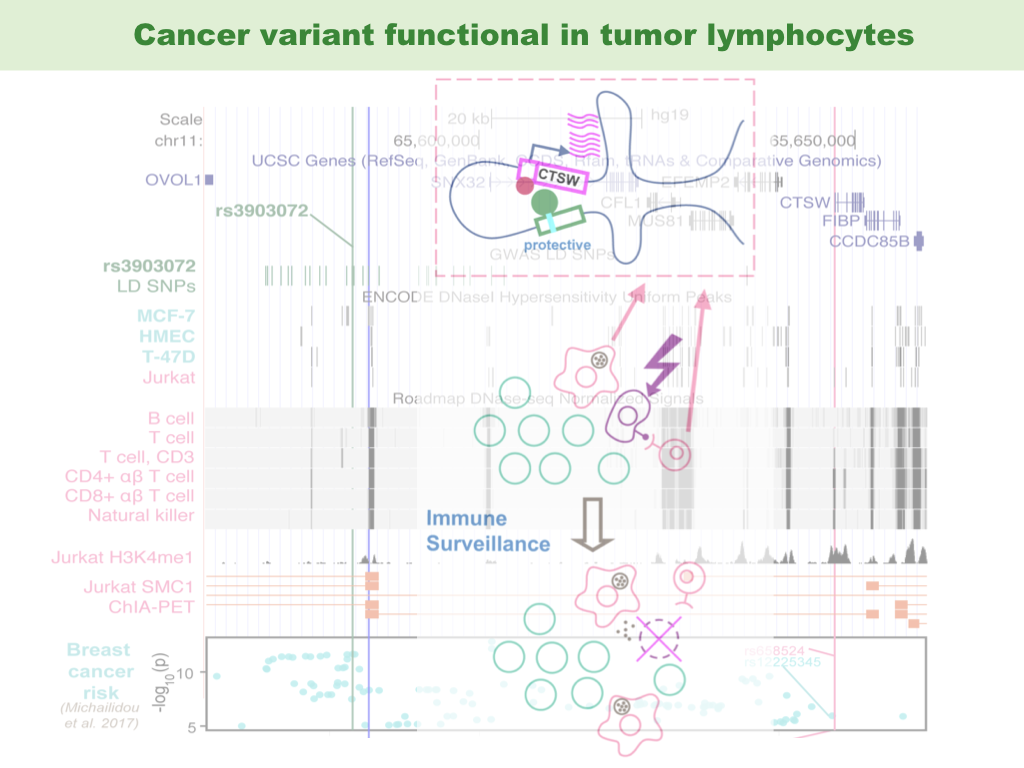 Cancer variant functional in tumor lymphocytes
Scale
20 kb
hg19
chr11:
65,600,000
65,650,000
UCSC Genes (RefSeq, GenBank, CCDS, Rfam, tRNAs & Comparative Genomics)
OVOL1
SNX32
CTSW
EFEMP2
CFL1
CTSW
rs3903072
MUS81
FIBP
CCDC85B
protective
GWAS LD SNPs
rs3903072
LD SNPs
ENCODE DNaseI Hypersensitivity Uniform Peaks
MCF-7
HMEC
T-47D
Jurkat
Roadmap DNase-seq Normalized Signals
B cell
T cell
T cell, CD3
CD4+ αβ T cell
CD8+ αβ T cell
Natural killer
Immune
Surveillance
Jurkat H3K4me1
Jurkat SMC1
ChIA-PET
Breast
cancer
risk
(Michailidou
et al. 2017)
-log10(p)
10
5
rs658524
rs12225345